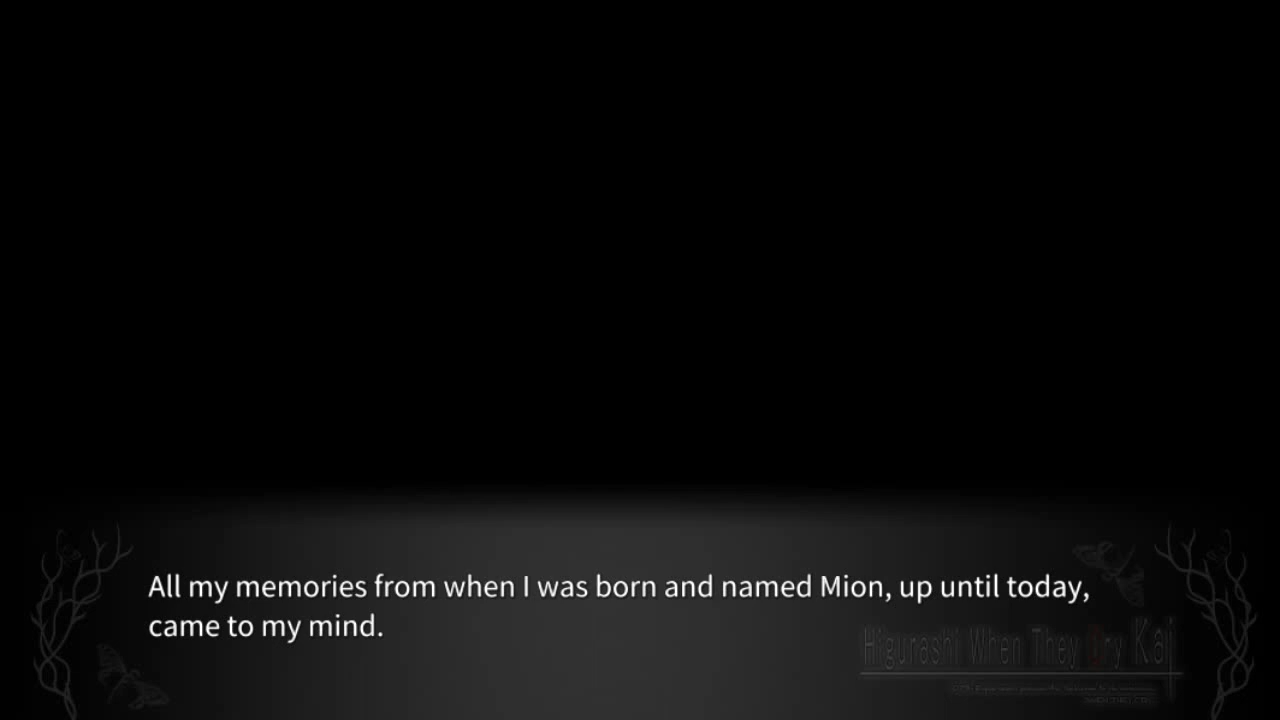 All my memories from when I was born and named Mion, up until today,
came to my mind.
Higurashi When They Cry Kai